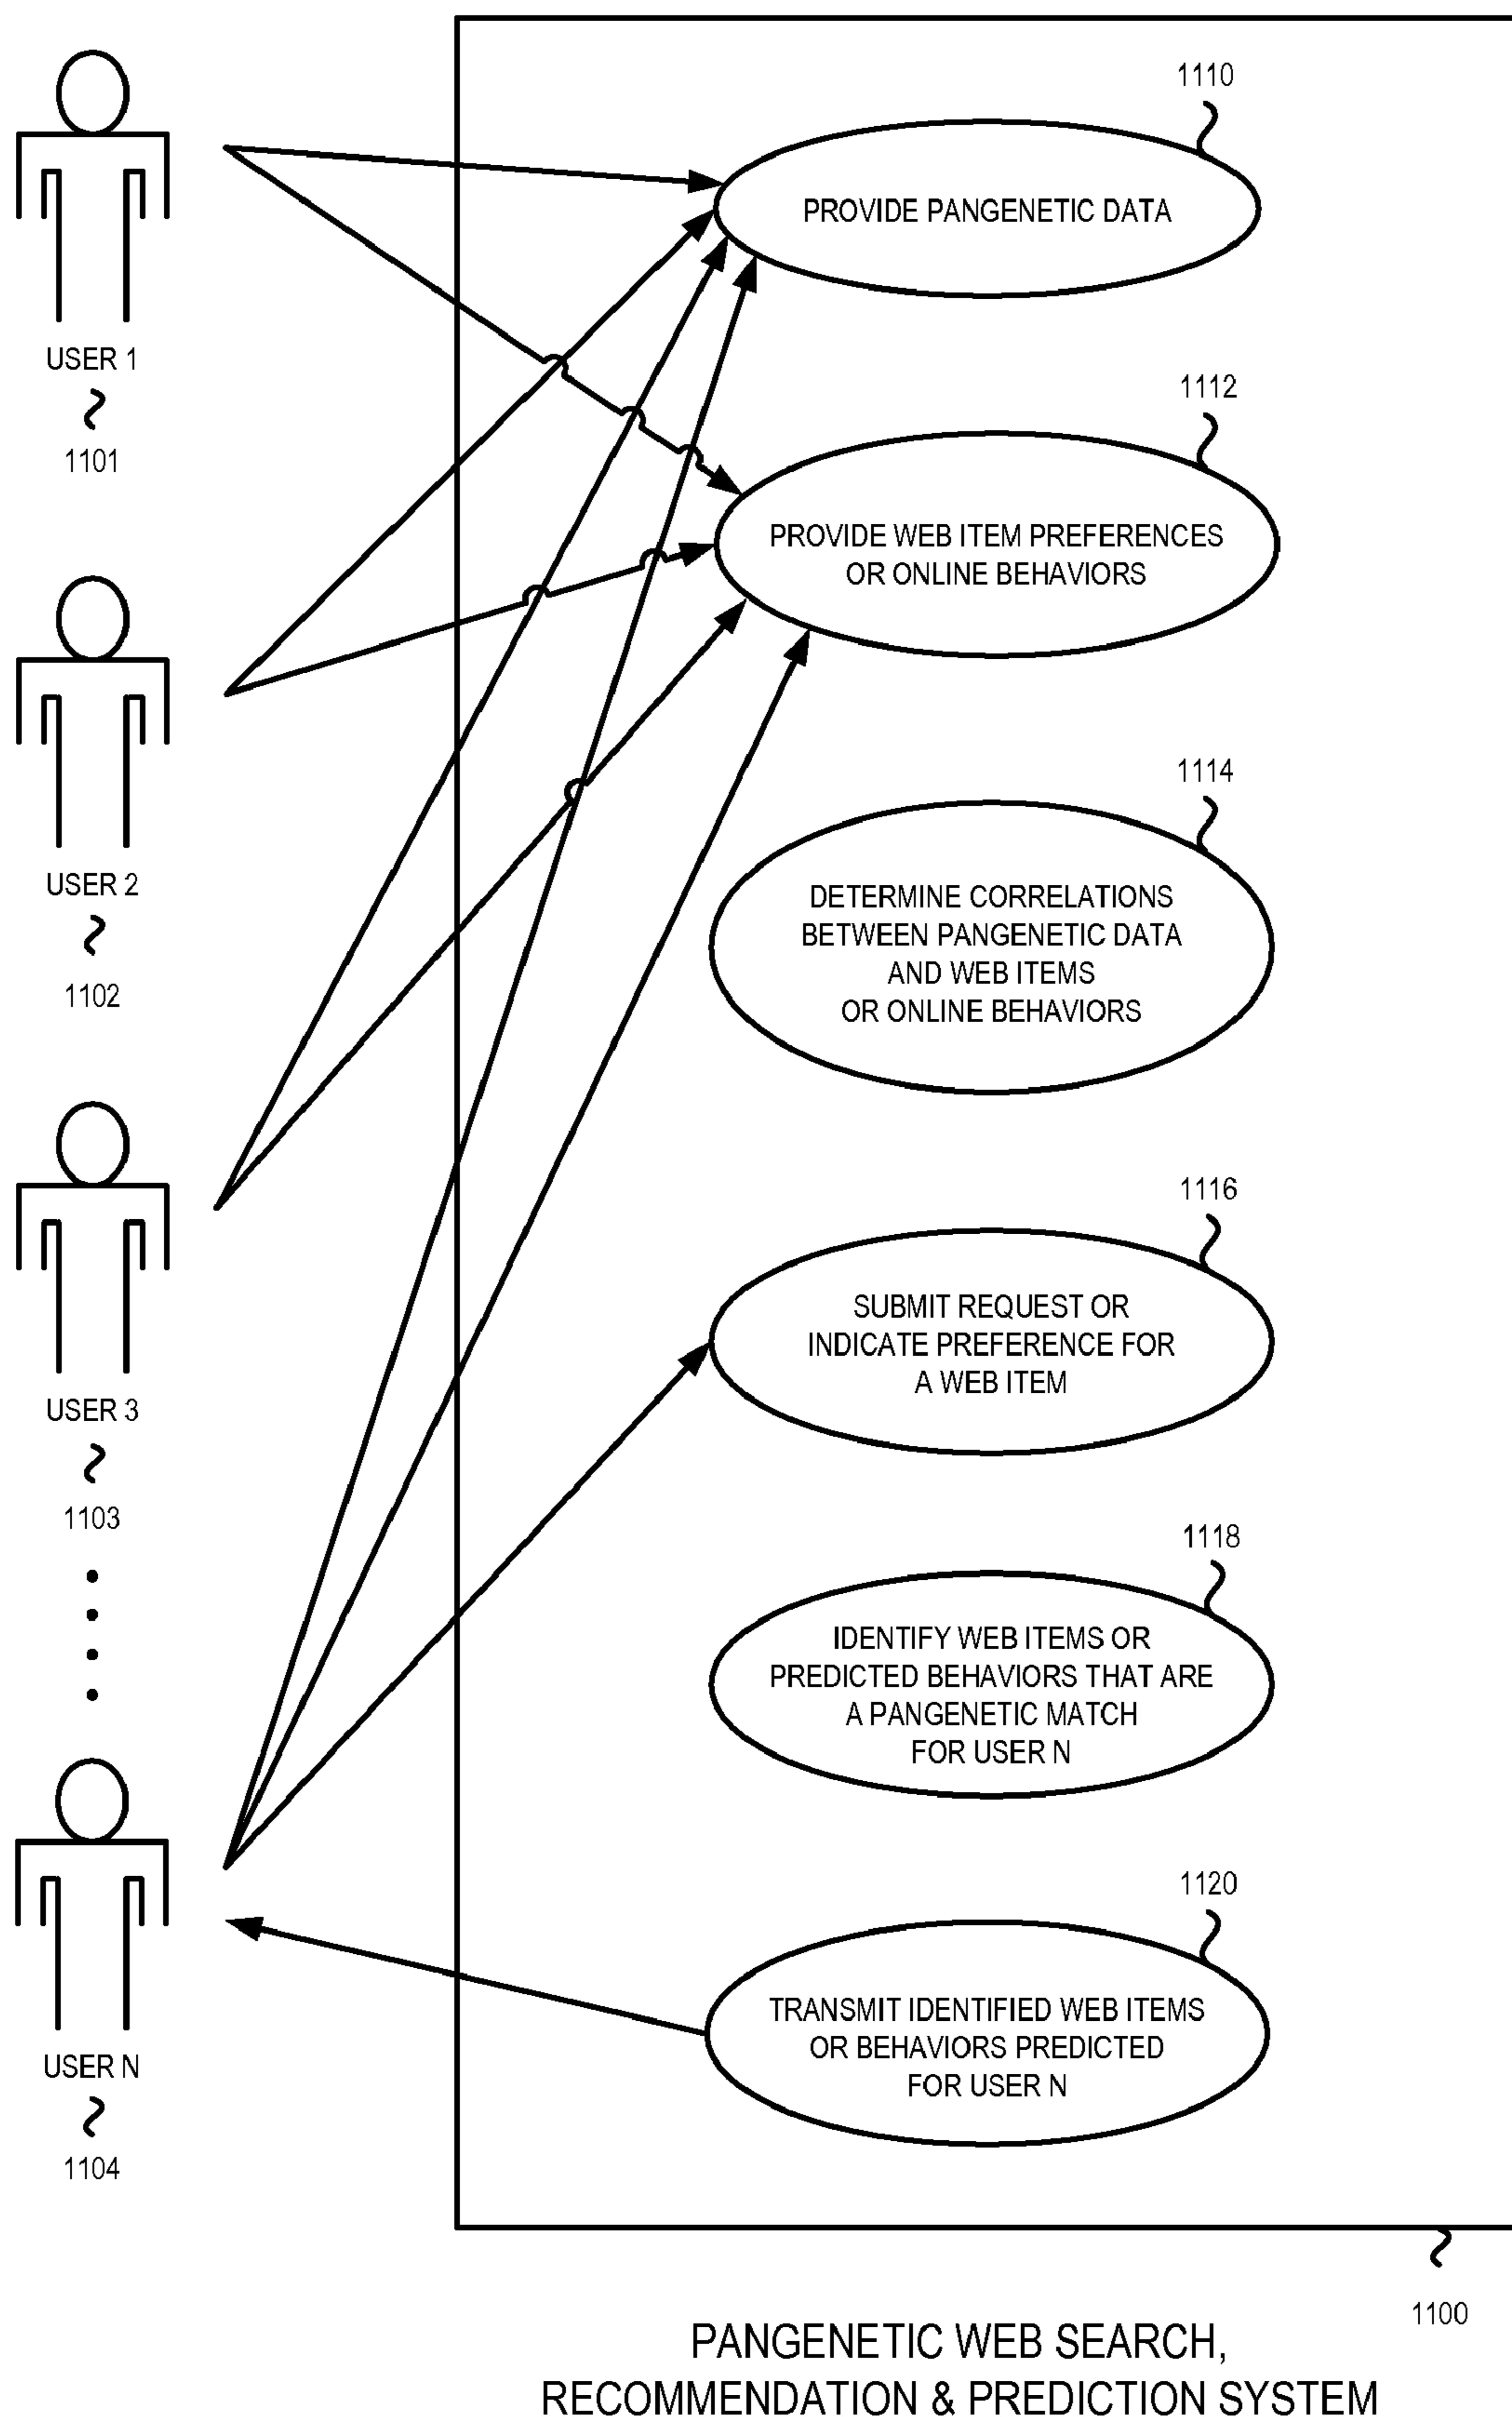 1110
PROVIDE PANGENETIC DATA
USER 1
1101
1112
PROVIDE WEB ITEM PREFERENCES
OR ONLINE BEHAVIORS
USER 2
1102
1114
DETERMINE CORRELATIONS
BETWEEN PANGENETIC DATA
AND WEB ITEMS
OR ONLINE BEHAVIORS
USER 3
1103
1116
SUBMIT REQUEST OR
INDICATE PREFERENCE FOR
A WEB ITEM
1118
IDENTIFY WEB ITEMS OR
PREDICTED BEHAVIORS THAT ARE
A PANGENETIC MATCH
FOR USER N
USER N
1104
1120
TRANSMIT IDENTIFIED WEB ITEMS
OR BEHAVIORS PREDICTED
FOR USER N
1100
PANGENETIC WEB SEARCH,
RECOMMENDATION & PREDICTION SYSTEM